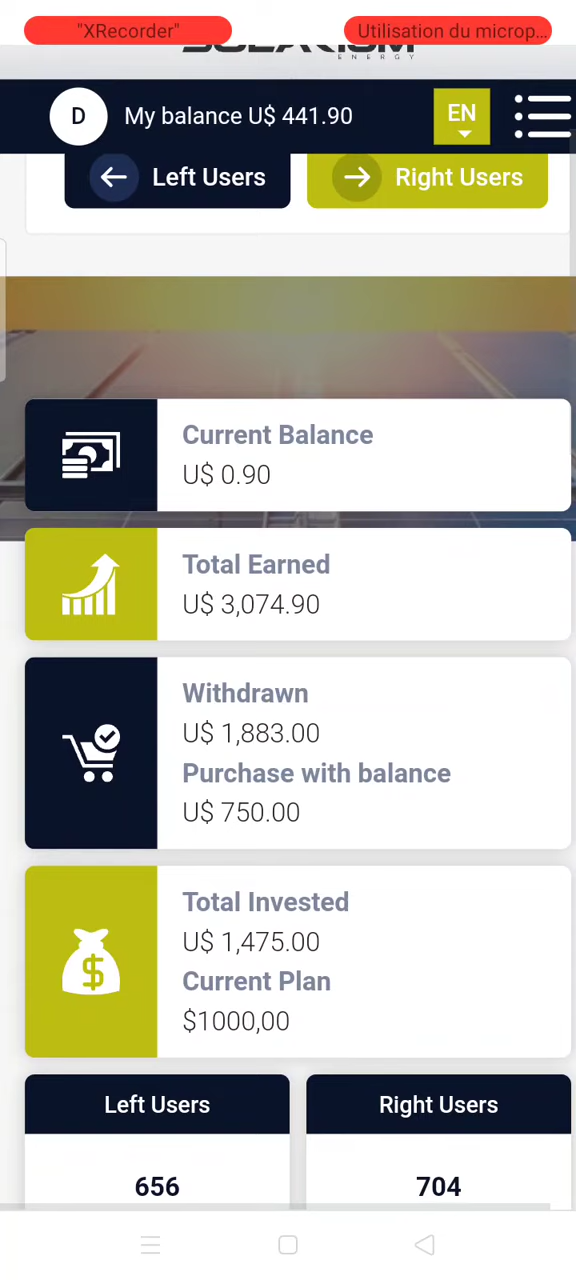 "XRecorder"
Utilisation du microp...
ENERGY
D
My balance U$ 441.90
EN
Left Users
Right Users
Current Balance
U$ 0.90
Total Earned
U$ 3,074.90
Withdrawn
U$ 1,883.00
Purchase with balance
U$ 750.00
Total Invested
U$ 1,475.00
Current Plan
$1000,00
Left Users
Right Users
656
704